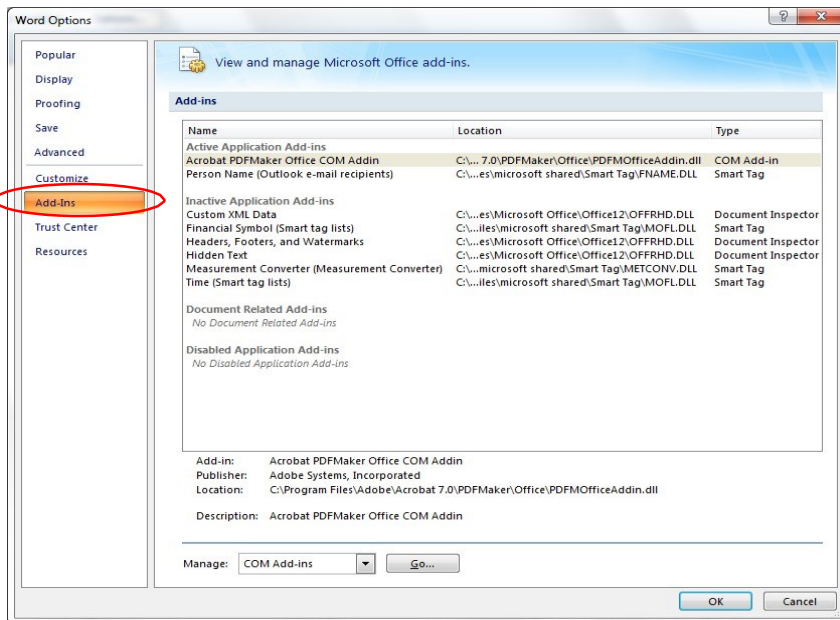 Word Options
Popular
Display
Proofing
Save
Advanced
Customize
Add-Ins
Trust Center
Resources
View and manage Microsoft Office add-ins.
Add-ins
Name Location Type
Active Application Add-ins
Acrobat PDFMaker Office COM Addin C:\... 7.0\PDFMaker\Office\PDFMOfficeAddin.dll COM Add-in
Person Name (Outlook e-mail recipients) C:\...es\microsoft shared\Smart Tag\FNAME.DLL Smart Tag
Inactive Application Add-ins
Custom XML Data C:\...es\Microsoft Office\Office12\OFFRHD.DLL Document Inspector
Financial Symbol (Smart tag lists) C:\...iles\microsoft shared\Smart Tag\MOFL.DLL Smart Tag
Headers, Footers, and Watermarks C:\...es\Microsoft Office\Office12\OFFRHD.DLL Document Inspector
Hidden Text C:\...es\Microsoft Office\Office12\OFFRHD.DLL Document Inspector
Measurement Converter (Measurement Converter) C:\...microsoft shared\Smart Tag\METCONV.DLL Smart Tag
Time (Smart tag lists) C:\...iles\microsoft shared\Smart Tag\MOFL.DLL Smart Tag
Document Related Add-ins
No Document Related Add-ins
Disabled Application Add-ins
No Disabled Application Add-ins
Add-in: Acrobat PDFMaker Office COM Addin
Publisher: Adobe Systems, Incorporated
Location: C:\Program Files\Adobe\Acrobat 7.0\PDFMaker\Office\PDFMOfficeAddin.dll
Description: Acrobat PDFMaker Office COM Addin
Manage: COM Add-ins Go...
OK Cancel